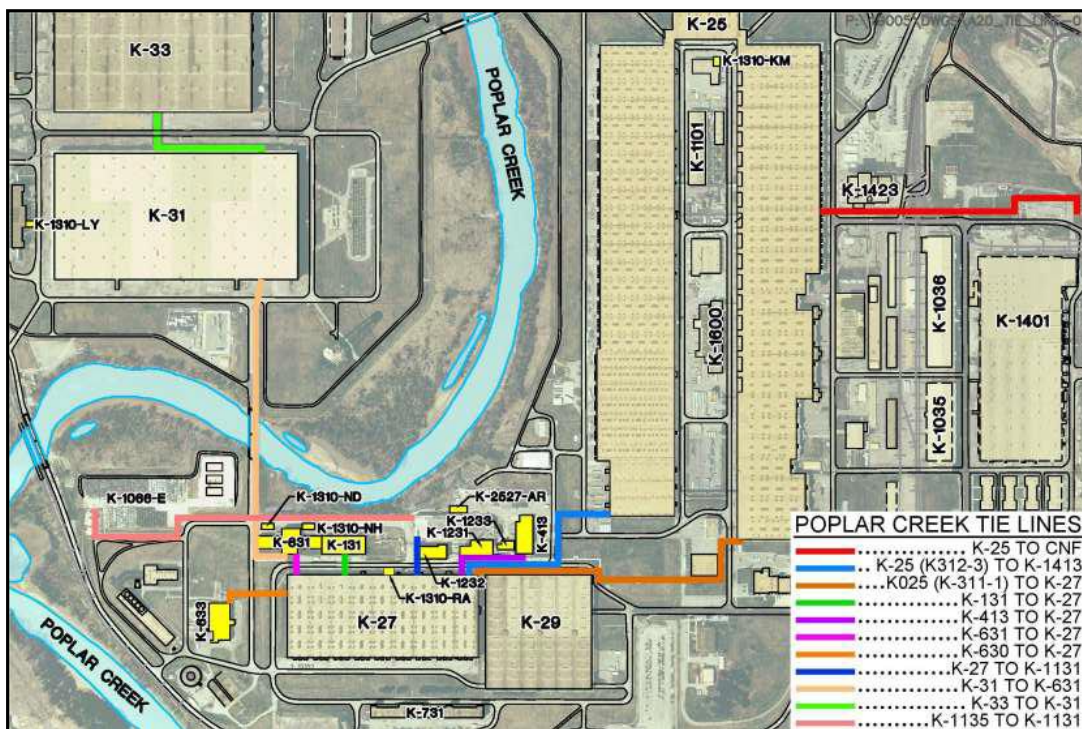 K-33
K-25
K-1310-KM
POPLAR CREEK
K-1101
K-1423
K-31
K-1310-LY
K-1036
K-1401
K-1600
K-1035
K-1066-E
K-1310-ND
K-2527-AR
K-1310-NH
K-1233
K-1231
K-413
K-631
K-131
K-1232
K-1310-RA
K-633
K-27
K-29
POPLAR CREEK
K-731
POPLAR CREEK TIE LINES
K-25 TO CNF
K-25 (K312-3) TO K-1413
K025 (K-311-1) TO K-27
K-131 TO K-27
K-413 TO K-27
K-631 TO K-27
K-630 TO K-27
K-27 TO K-1131
K-31 TO K-631
K-33 TO K-31
K-1135 TO K-1131